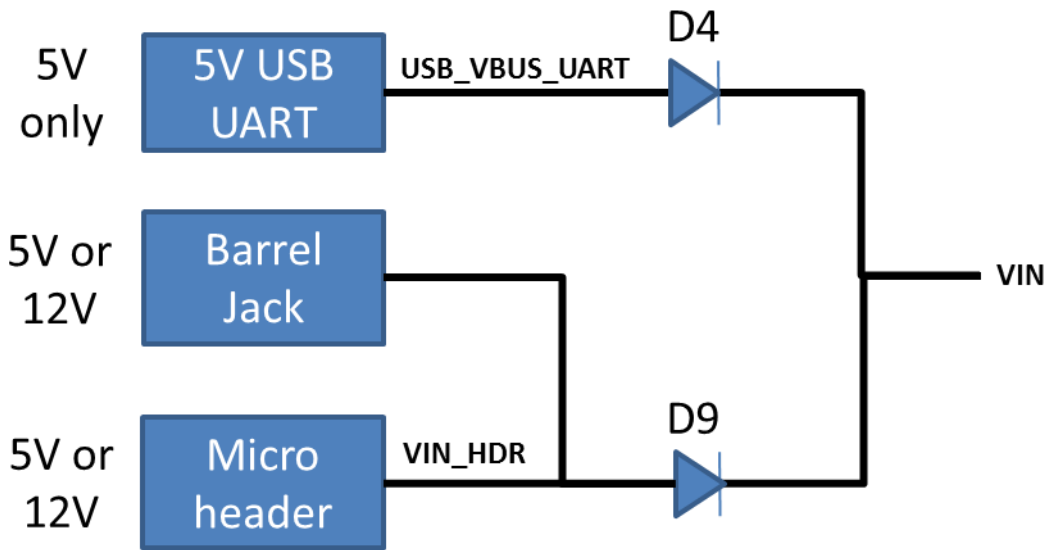 5V
only
5V USB
UART
USB_VBUS_UART
D4
5V or
12V
Barrel
Jack
VIN
5V or
12V
Micro
header
VIN_HDR
D9